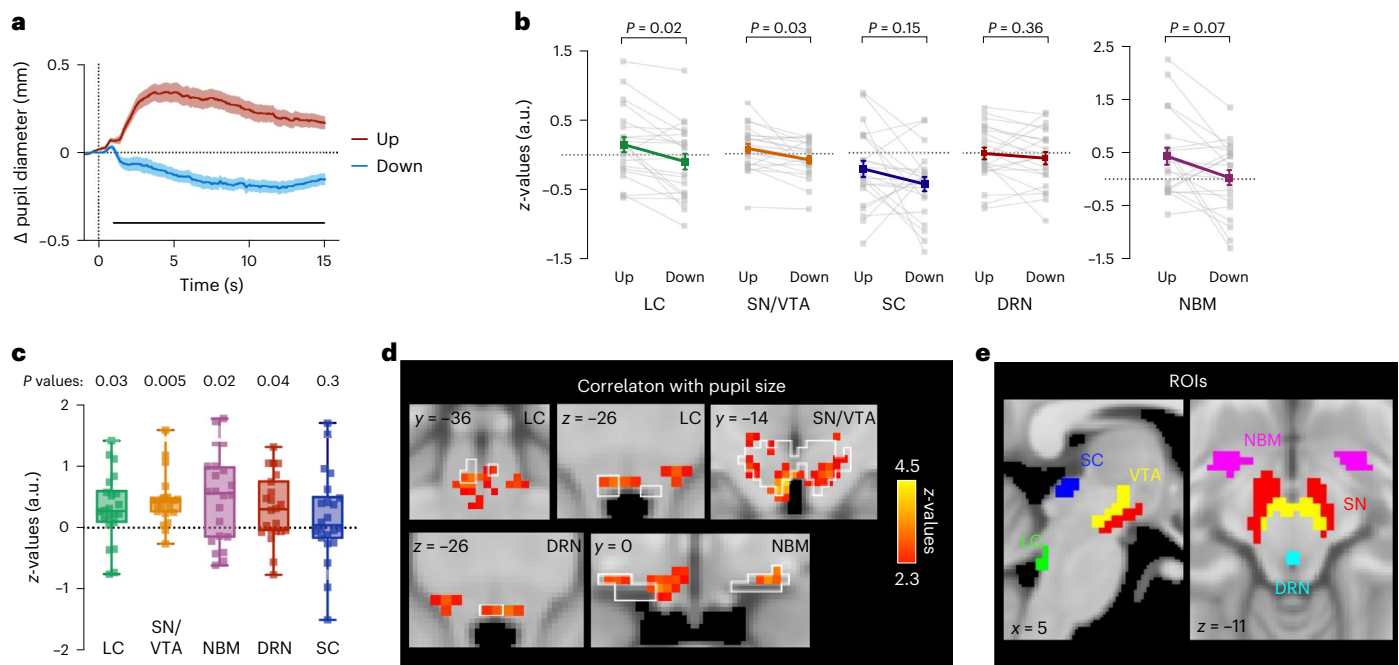 a
0.5
0
–0.5
Δ pupil diameter (mm)
0 5 10 15
Time (s)
Up
Down
b
P = 0.02 P = 0.03 P = 0.15 P = 0.36 P = 0.07
1.5
0.5
–0.5
–1.5
z-values (a.u.)
2.5
1.5
0.5
–0.5
–1.5
Up Down Up Down Up Down Up Down Up Down
LC SN/VTA SC DRN NBM
c
P values: 0.03 0.005 0.02 0.04 0.3
2
1
0
–1
–2
z-values (a.u.)
LC SN/ VTA NBM DRN SC
d
Correlaton with pupil size
y = –36 LC
z = –26 LC
y = –14 SN/VTA
z = –26 DRN
y = 0 NBM
4.5
z-values
2.3
e
ROIs
SC
VTA
LC
x = 5
NBM
SN
DRN
z = –11